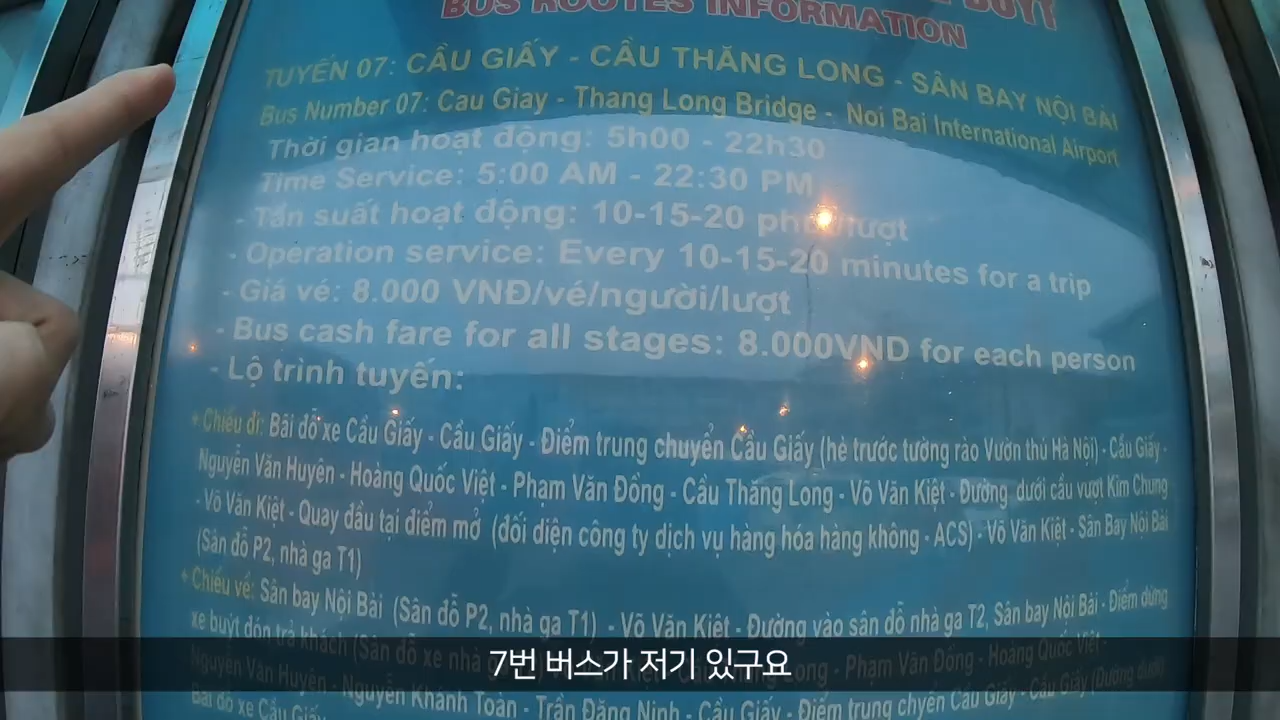 BUÝT
BUS ROUTES INFORMATION
TUYẾN 07: CẦU GIẤY - CẦU THĂNG LONG - SÂN BAY NỘI BÀI
Bus Number 07: Cau Giay - Thang Long Bridge - Noi Bai International Airport
Thời gian hoạt động: 5h00 - 22h30
Time Service: 5:00 AM - 22:30 PM
- Tần suất hoạt động: 10-15-20 phút/lượt
- Operation service: Every 10-15-20 minutes for a trip
- Giá vé: 8.000 VNĐ/vé/người/lượt
- Bus cash fare for all stages: 8.000VND for each person
- Lộ trình tuyến:
+ Chiều đi: Bãi đỗ xe Cầu Giấy - Cầu Giấy - Điểm trung chuyển Cầu Giấy (hè trước tường rào Vườn thú Hà Nội) - Cầu Giấy -
Nguyễn Văn Huyên - Hoàng Quốc Việt - Phạm Văn Đồng - Cầu Thăng Long - Võ Văn Kiệt - Đường dưới cầu vượt Kim Chung
- Võ Văn Kiệt - Quay đầu tại điểm mở (đối diện công ty dịch vụ hàng hóa hàng không - ACS) - Võ Văn Kiệt - Sân Bay Nội Bài
(Sân đỗ P2, nhà ga T1)
+ Chiều về: Sân bay Nội Bài (Sân đỗ P2, nhà ga T1) - Võ Văn Kiệt - Đường vào sân đỗ nhà ga T2, Sân bay Nội Bài - Điểm dừng
xe buýt đón trả khách (Sân đỗ xe nhà Long - Phạm Văn Đồng - Hoàng Quốc Việt -
7번 버스가 저기 있구요
Nguyễn Văn Huyên - Nguyễn Khánh Toàn - Trần Đăng Ninh - Cầu Giấy - Điểm trung chyển Cầu Giấy - Cầu Giấy (Đường dưới)
Bãi đỗ xe Cầu Giấy